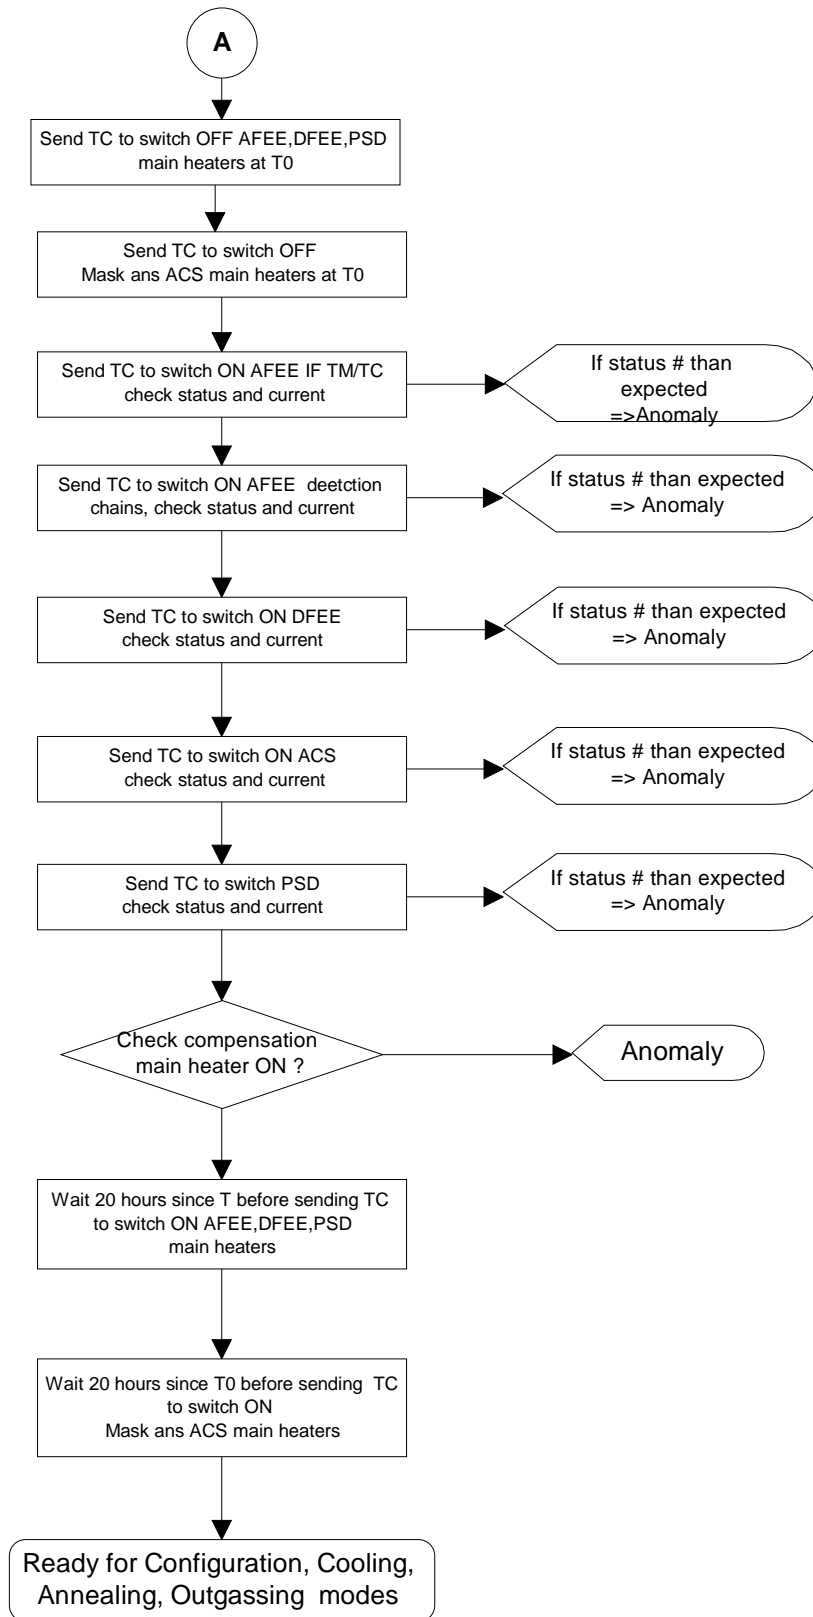 A
Send TC to switch OFF AFEE,DFEE,PSD
main heaters at T0
Send TC to switch OFF
Mask ans ACS main heaters at T0
Send TC to switch ON AFEE IF TM/TC
check status and current
If status # than
expected
=>Anomaly
Send TC to switch ON AFEE deetction
chains, check status and current
If status # than expected
=> Anomaly
Send TC to switch ON DFEE
check status and current
If status # than expected
=> Anomaly
Send TC to switch ON ACS
check status and current
If status # than expected
=> Anomaly
Send TC to switch PSD
check status and current
If status # than expected
=> Anomaly
Check compensation
main heater ON ?
Anomaly
Wait 20 hours since T before sending TC
to switch ON AFEE,DFEE,PSD
main heaters
Wait 20 hours since T0 before sending TC
to switch ON
Mask ans ACS main heaters
Ready for Configuration, Cooling,
Annealing, Outgassing modes